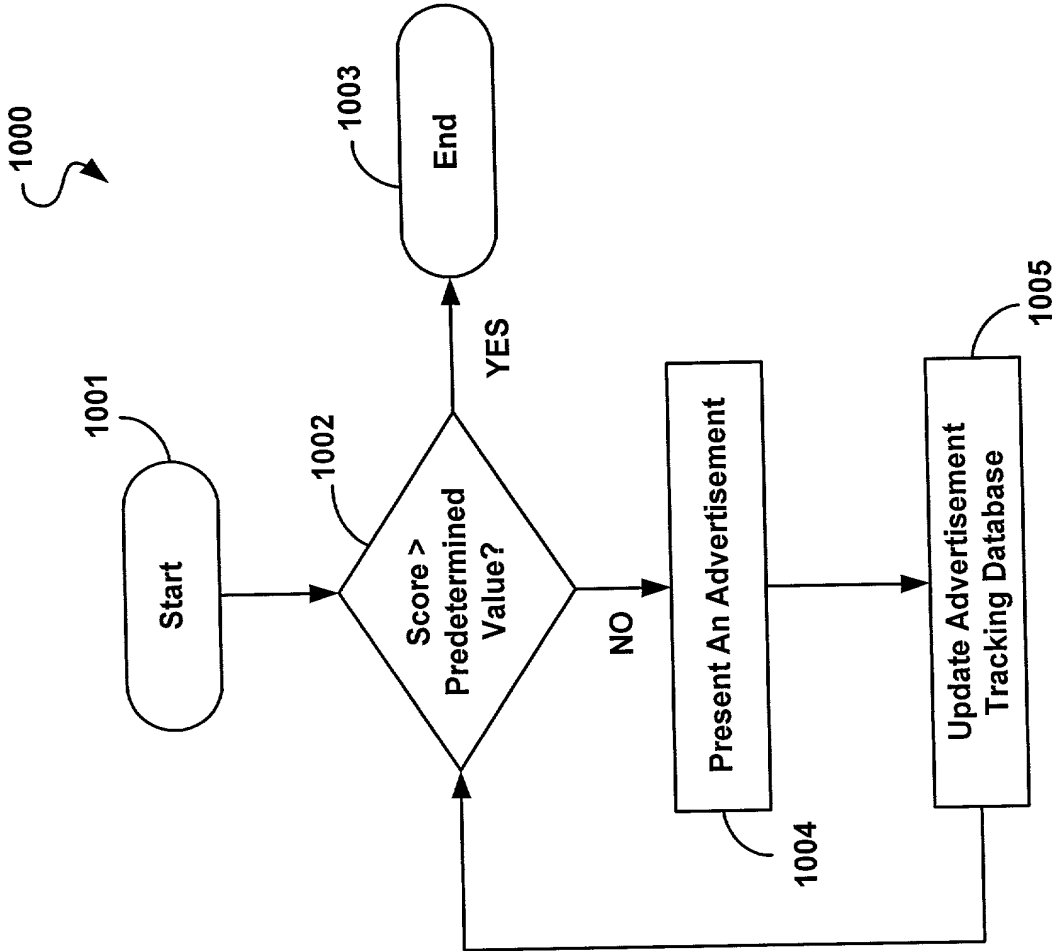 1000
Start
1001
Score >
Predetermined
Value?
1002
YES
End
1003
NO
Present An Advertisement
1004
Update Advertisement
Tracking Database
1005